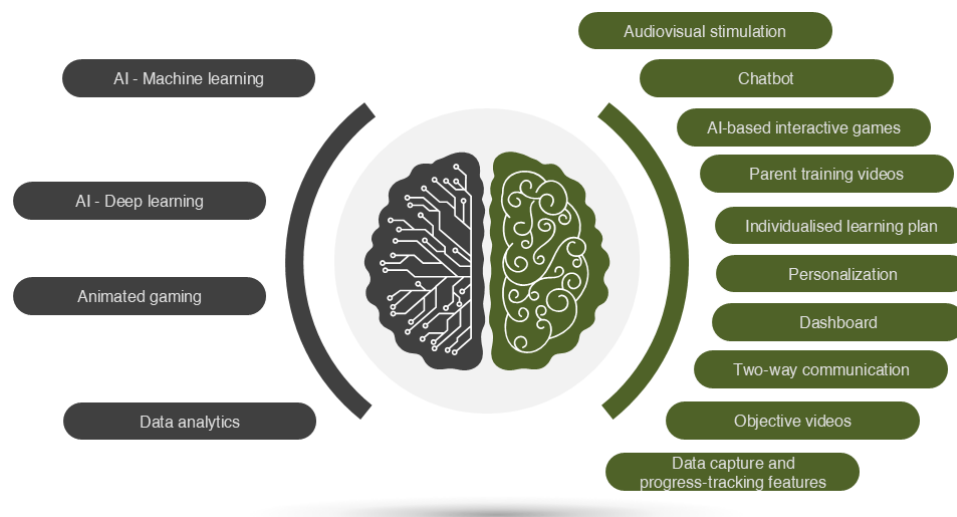 AI - Machine learning
AI - Deep learning
Animated gaming
Data analytics
Audiovisual stimulation
Chatbot
AI-based interactive games
Parent training videos
Individualised learning plan
Personalization
Dashboard
Two-way communication
Objective videos
Data capture and
progress-tracking features